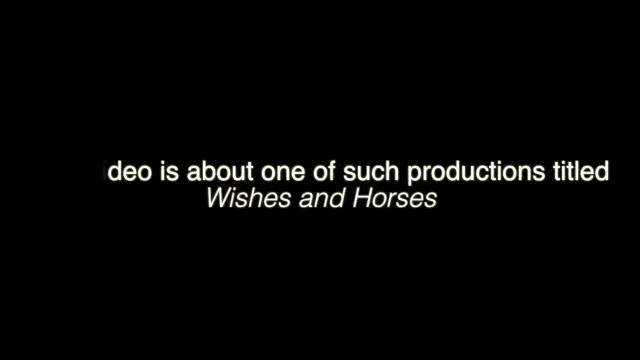 deo is about one of such productions titled
Wishes and Horses